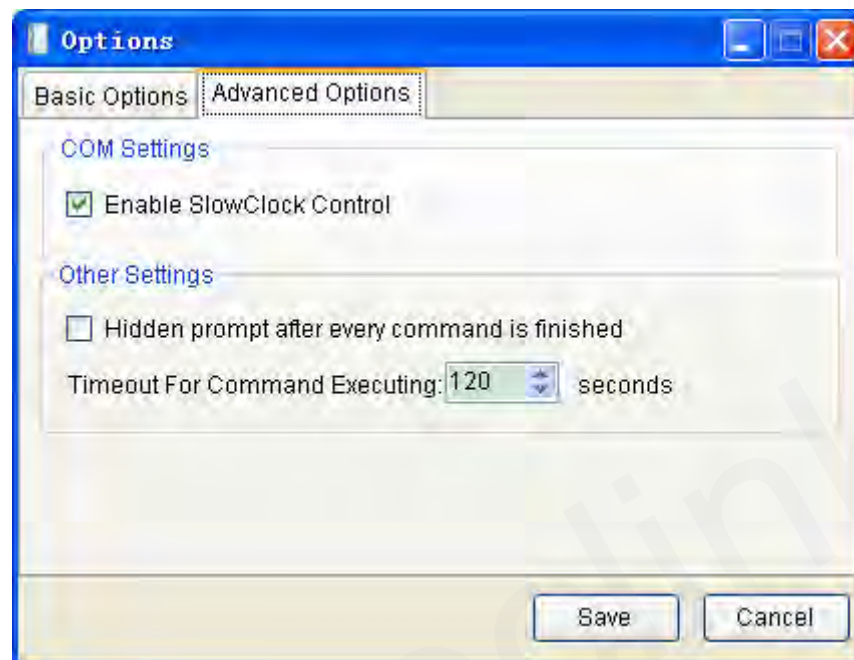 Options
Basic Options Advanced Options
COM Settings
Enable SlowClock Control
Other Settings
Hidden prompt after every command is finished
Timeout For Command Executing: 120 seconds
Save Cancel